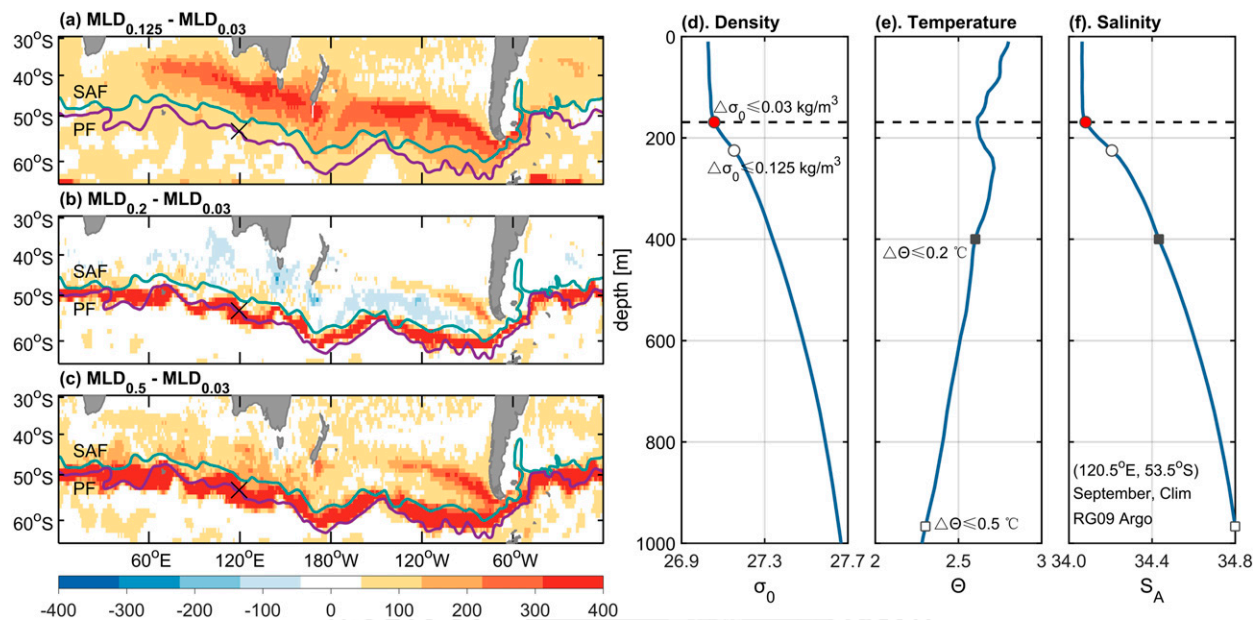 (a) MLD0.125 - MLD0.03
30°S
40°S
SAF
50°S
PF
60°S
(b) MLD0.2 - MLD0.03
30°S
40°S
SAF
50°S
PF
60°S
(c) MLD0.5 - MLD0.03
30°S
40°S
SAF
50°S
PF
60°S
60°E 120°E 180°W 120°W 60°W
-400 -300 -200 -100 0 100 200 300 400
(d). Density
0
△σ0⩽0.03 kg/m3
200
△σ0⩽0.125 kg/m3
400
depth [m]
600
800
1000
26.9 27.3 27.7
σ0
(e). Temperature
△Θ⩽0.2 ℃
△Θ⩽0.5 ℃
2 2.5 3
Θ
(f). Salinity
(120.5°E, 53.5°S)
September, Clim
RG09 Argo
34.0 34.4 34.8
SA